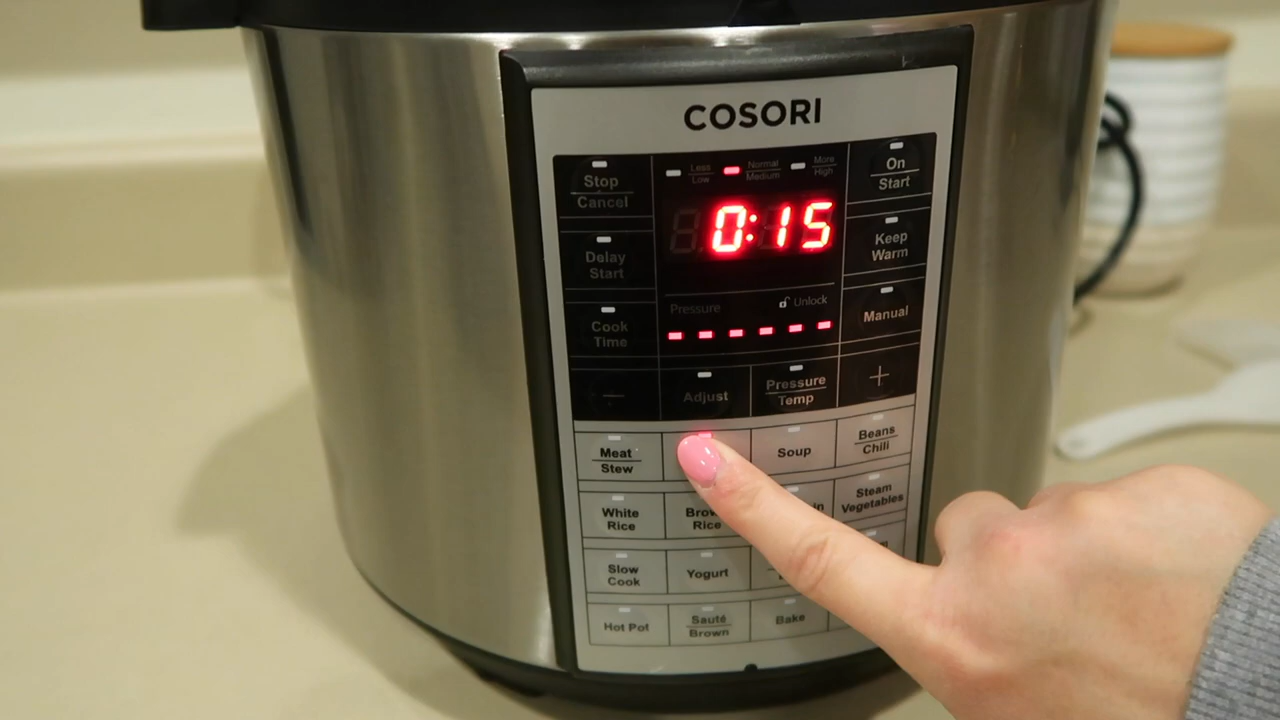 COSORI
Stop
Cancel
Less
Low
Normal
Medium
More
High
On
Start
0:15
Delay
Start
Keep
Warm
Pressure
Unlock
Cook
Time
Manual
—
Adjust
Pressure
Temp
+
Meat
Stew
Soup
Beans
Chili
White
Rice
Rice
Steam
Vegetables
Slow
Cook
Yogurt
Hot Pot
Sauté
Brown
Bake